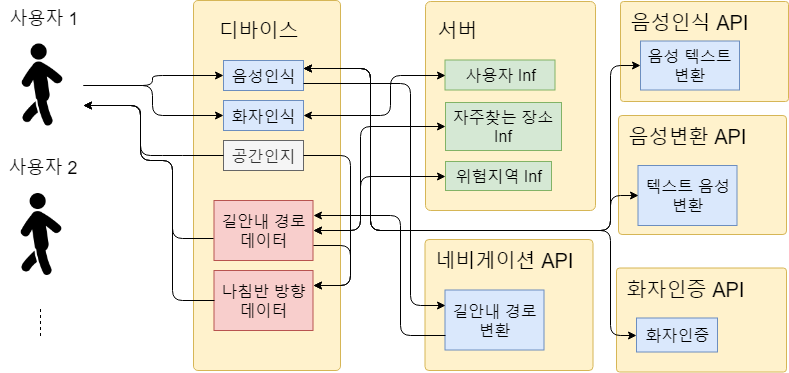 사용자 1
사용자 2
디바이스
음성인식
화자인식
공간인지
길안내 경로
데이터
나침반 방향
데이터
서버
사용자 Inf
자주찾는 장소
Inf
위험지역 Inf
네비게이션 API
길안내 경로
변환
음성인식 API
음성 텍스트
변환
음성변환 API
텍스트 음성
변환
화자인증 API
화자인증